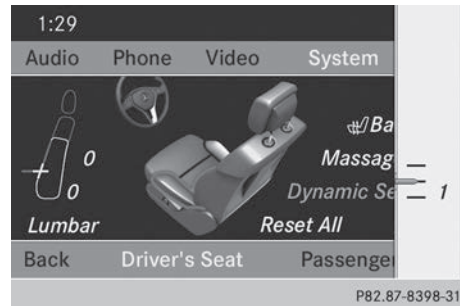 1:29
Audio Phone Video System
Ba
0 Massag
0 Dynamic Se 1
Lumbar Reset All
Back Driver's Seat Passenger
P82.87-8398-31